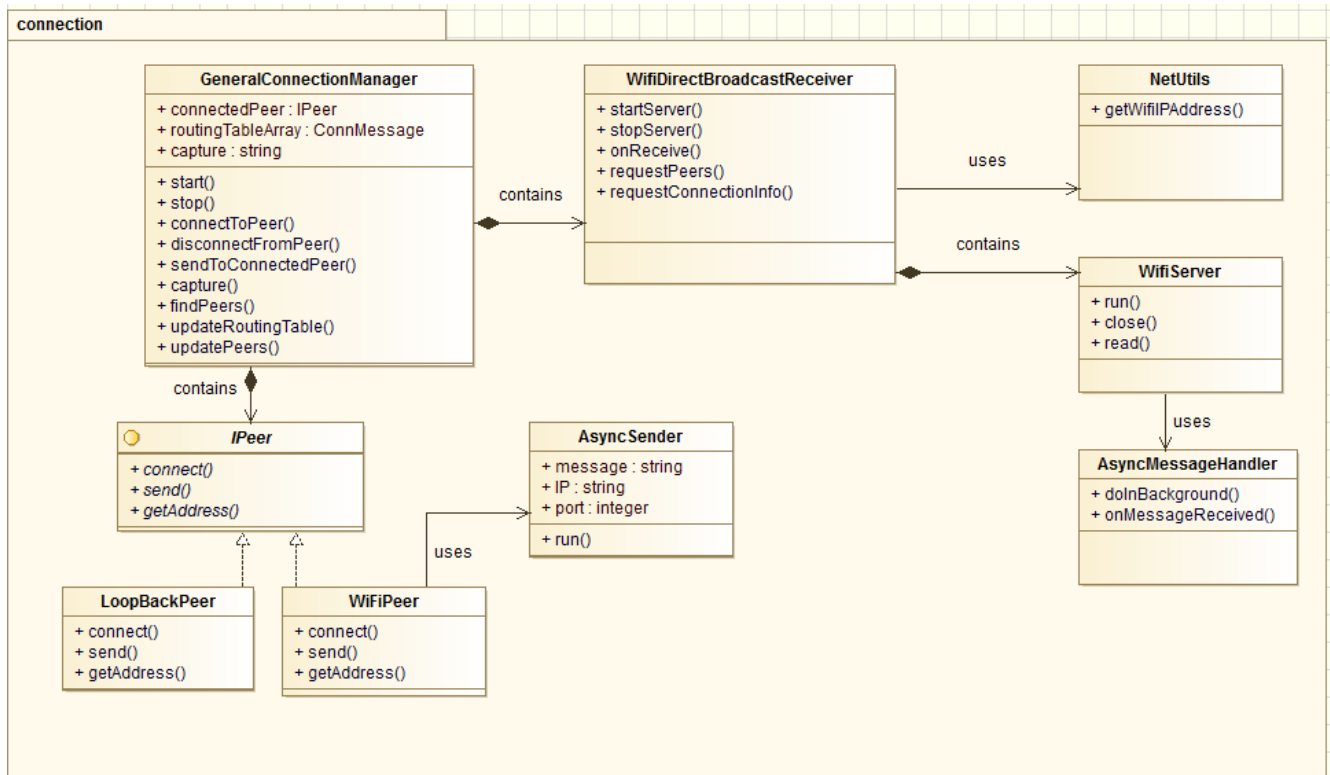 connection
GeneralConnectionManager
+ connectedPeer : IPeer
+ routingTableArray : ConnMessage
+ capture : string
+ start()
+ stop()
+ connectToPeer()
+ disconnectFromPeer()
+ sendToConnectedPeer()
+ capture()
+ findPeers()
+ updateRoutingTable()
+ updatePeers()
contains
WifiDirectBroadcastReceiver
+ startServer()
+ stopServer()
+ onReceive()
+ requestPeers()
+ requestConnectionInfo()
uses
NetUtils
+ getWifiIPAddress()
contains
WifiServer
+ run()
+ close()
+ read()
uses
AsyncMessageHandler
+ doInBackground()
+ onMessageReceived()
contains
IPeer
+ connect()
+ send()
+ getAddress()
AsyncSender
+ message : string
+ IP : string
+ port : integer
+ run()
uses
LoopBackPeer
+ connect()
+ send()
+ getAddress()
WiFiPeer
+ connect()
+ send()
+ getAddress()